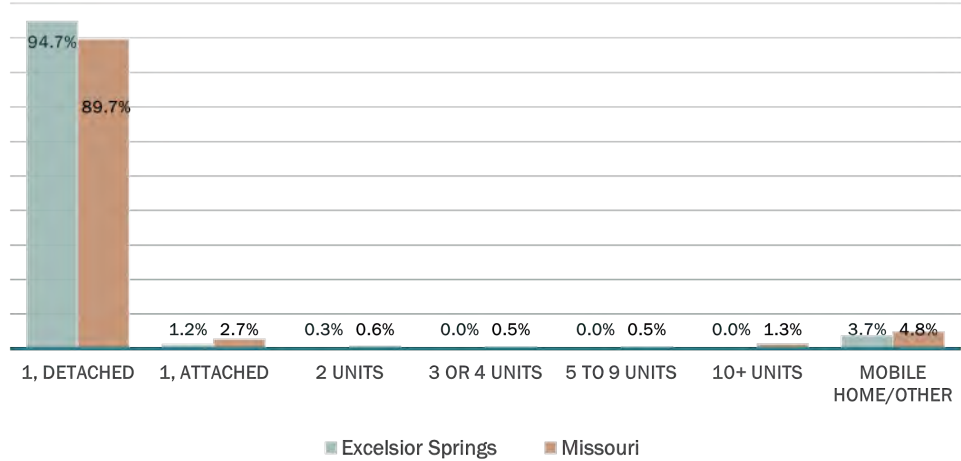 94.7%
89.7%
1.2% 2.7% 0.3% 0.6% 0.0% 0.5% 0.0% 0.5% 0.0% 1.3% 3.7% 4.8%
1, DETACHED 1, ATTACHED 2 UNITS 3 OR 4 UNITS 5 TO 9 UNITS 10+ UNITS MOBILE
HOME/OTHER
Excelsior Springs Missouri